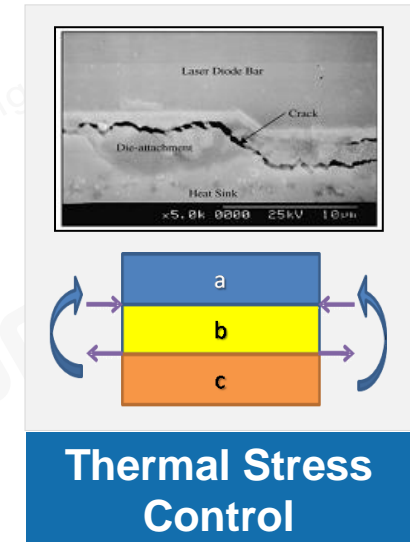 Laser Diode Bar
Crack
Die-attachment
Heat Sink
×5.0k 0000 25kV 10μm
a
b
c
Thermal Stress
Control